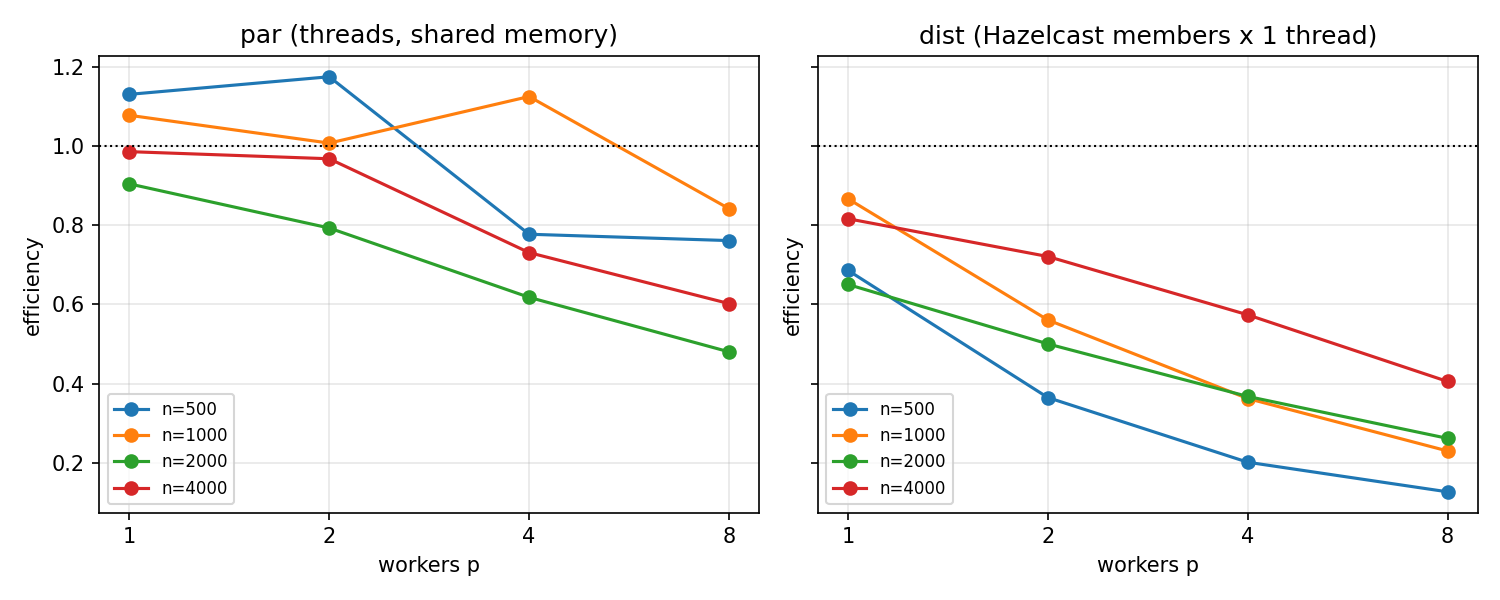 par (threads, shared memory)
efficiency
1.2
1.0
0.8
0.6
0.4
0.2
n=500
n=1000
n=2000
n=4000
1 2 4 8
workers p
dist (Hazelcast members x 1 thread)
efficiency
n=500
n=1000
n=2000
n=4000
1 2 4 8
workers p